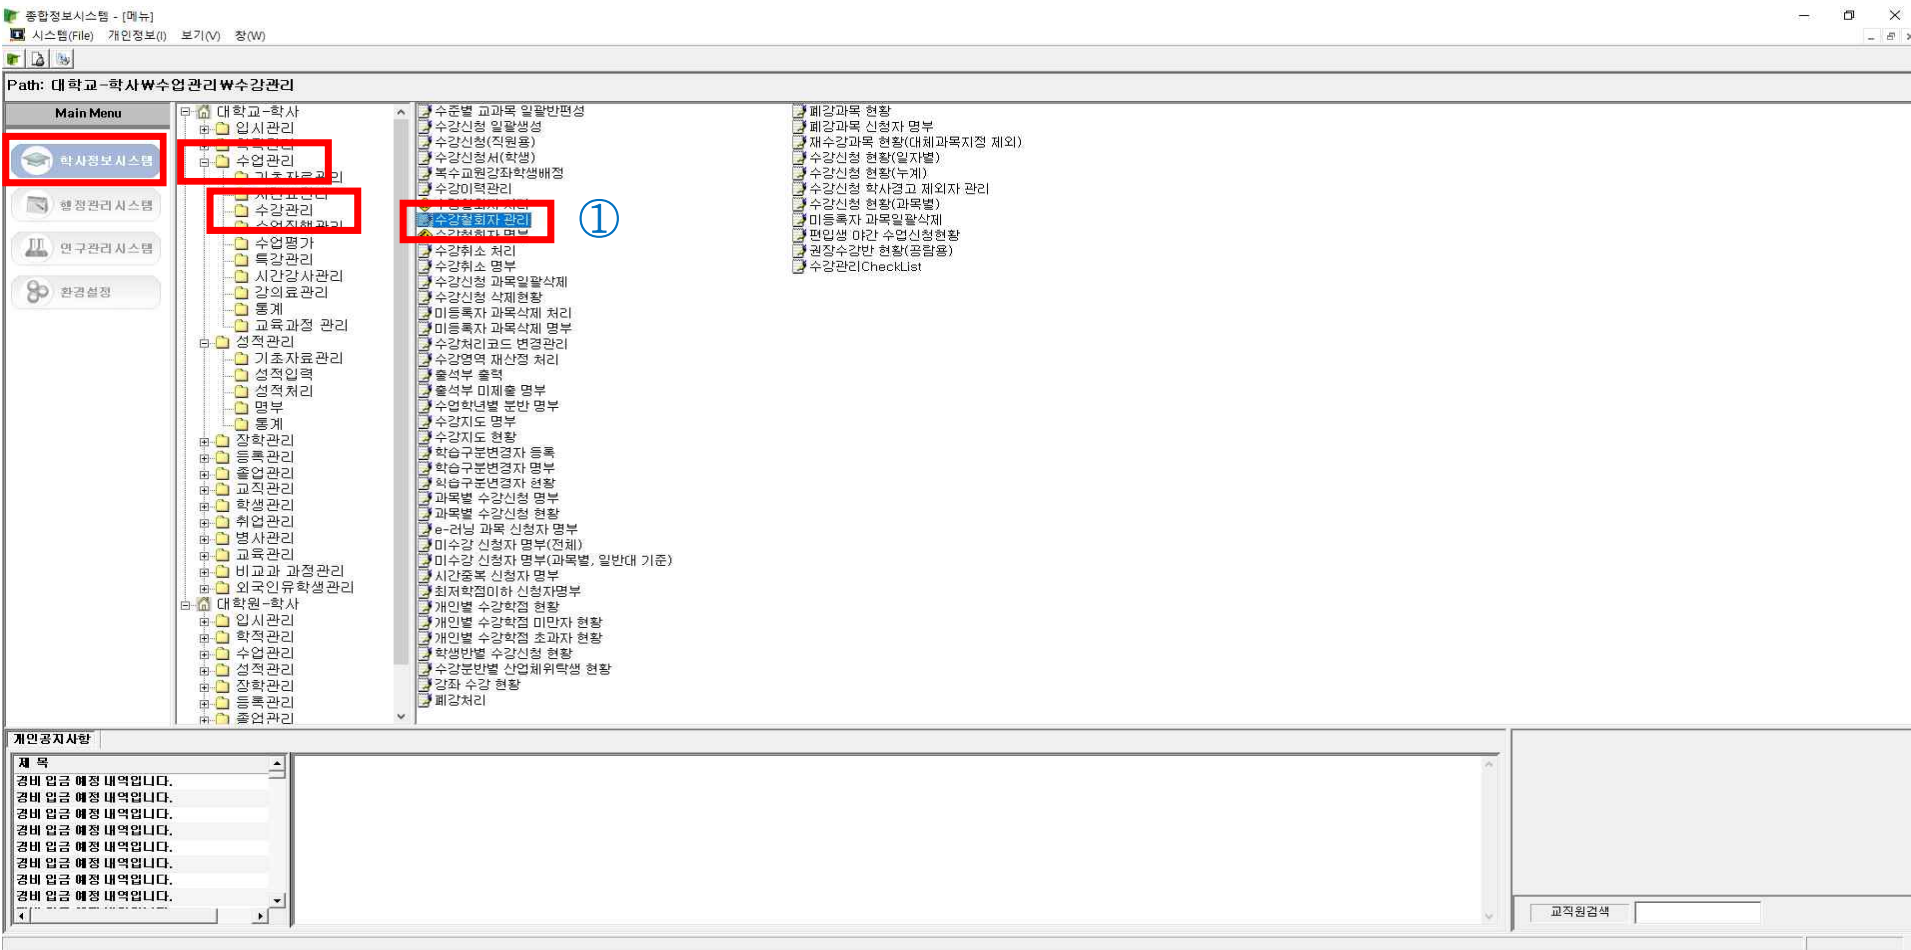 종합정보시스템 - [메뉴]
시스템(File) 개인정보(I) 보기(V) 창(W)
Path: 대학교-학사₩수업관리₩수강관리
Main Menu
학사정보시스템
행정관리시스템
연구관리시스템
환경설정
대학교-학사
입시관리
수업관리
기초자료관리
수강관리
수업진행관리
수업평가
특강관리
시간강사관리
강의료관리
통계
교육과정 관리
성적관리
기초자료관리
성적입력
성적처리
명부
통계
장학관리
등록관리
졸업관리
교직관리
학생관리
취업관리
병사관리
교육관리
비교과 과정관리
외국인유학생관리
대학원-학사
입시관리
학적관리
수업관리
성적관리
장학관리
등록관리
졸업관리
수준별 교과목 일괄반편성
수강신청 일괄생성
수강신청(직원용)
수강신청서(학생)
복수교원강좌학생배정
수강이력관리
수강철회자 처리
수강철회자 관리
①
수강철회자 명부
수강취소 처리
수강취소 명부
수강신청 과목일괄삭제
수강신청 삭제현황
미등록자 과목삭제 처리
미등록자 과목삭제 명부
수강처리코드 변경관리
수강영역 재산정 처리
출석부 출력
출석부 미제출 명부
수업학년별 분반 명부
수강지도 명부
수강지도 현황
학습구분변경자 등록
학습구분변경자 명부
학습구분변경자 현황
과목별 수강신청 명부
과목별 수강신청 현황
e-러닝 과목 신청자 명부
미수강 신청자 명부(전체)
미수강 신청자 명부(과목별, 일반대 기준)
시간중복 신청자 명부
최저학점이하 신청자명부
개인별 수강학점 현황
개인별 수강학점 미만자 현황
개인별 수강학점 초과자 현황
학생반별 수강신청 현황
수강분반별 산업체위탁생 현황
강좌 수강 현황
폐강처리
폐강과목 현황
폐강과목 신청자 명부
재수강과목 현황(대체과목지정 제외)
수강신청 현황(일자별)
수강신청 현황(누계)
수강신청 학사경고 제외자 관리
수강신청 현황(과목별)
미등록자 과목일괄삭제
편입생 야간 수업신청현황
권장수강반 현황(공람용)
수강관리CheckList
개인공지사항
제 목
경비 입금 예정 내역입니다.
경비 입금 예정 내역입니다.
경비 입금 예정 내역입니다.
경비 입금 예정 내역입니다.
경비 입금 예정 내역입니다.
경비 입금 예정 내역입니다.
경비 입금 예정 내역입니다.
경비 입금 예정 내역입니다.
교직원검색